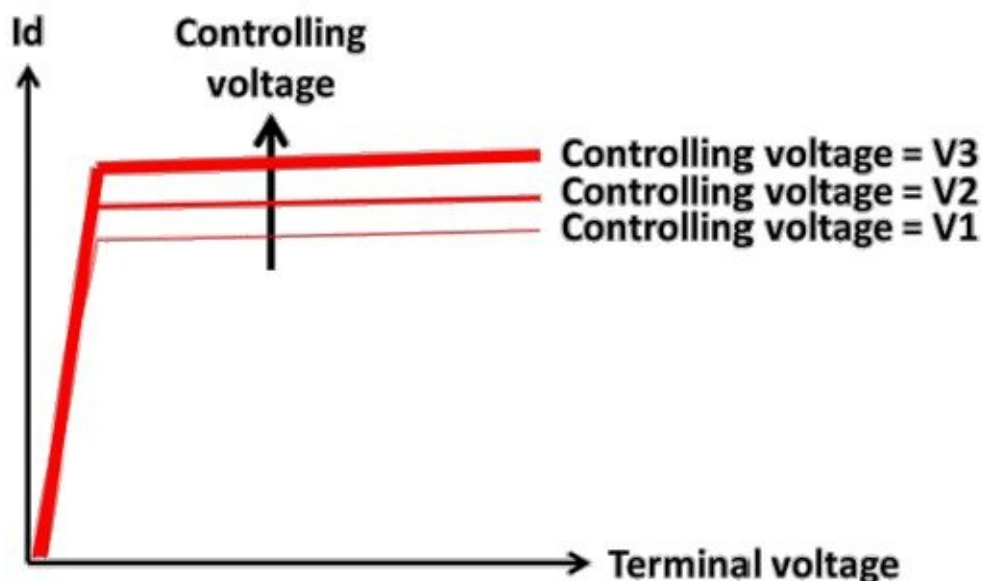 Id
Controlling
voltage
Controlling voltage = V3
Controlling voltage = V2
Controlling voltage = V1
Terminal voltage